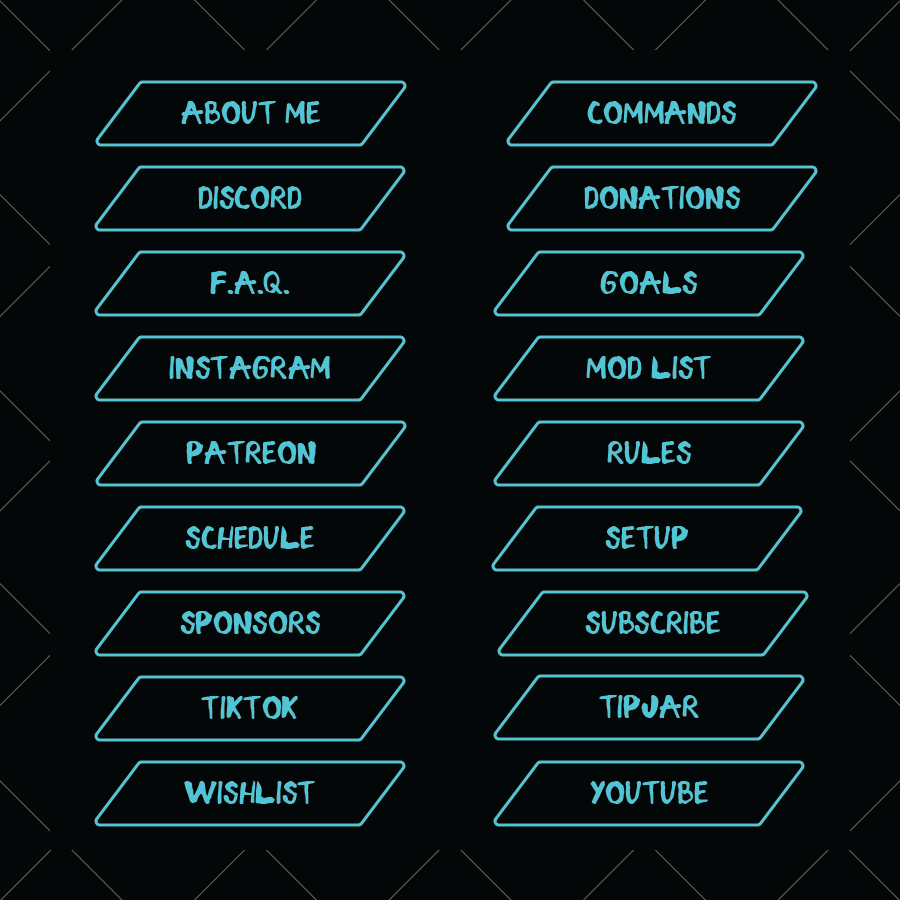 ABOUT ME
COMMANDS
DISCORD
DONATIONS
F.A.Q.
GOALS
INSTAGRAM
MOD LIST
PATREON
RULES
SCHEDULE
SETUP
SPONSORS
SUBSCRIBE
TIKTOK
TIPJAR
WISHLIST
YOUTUBE